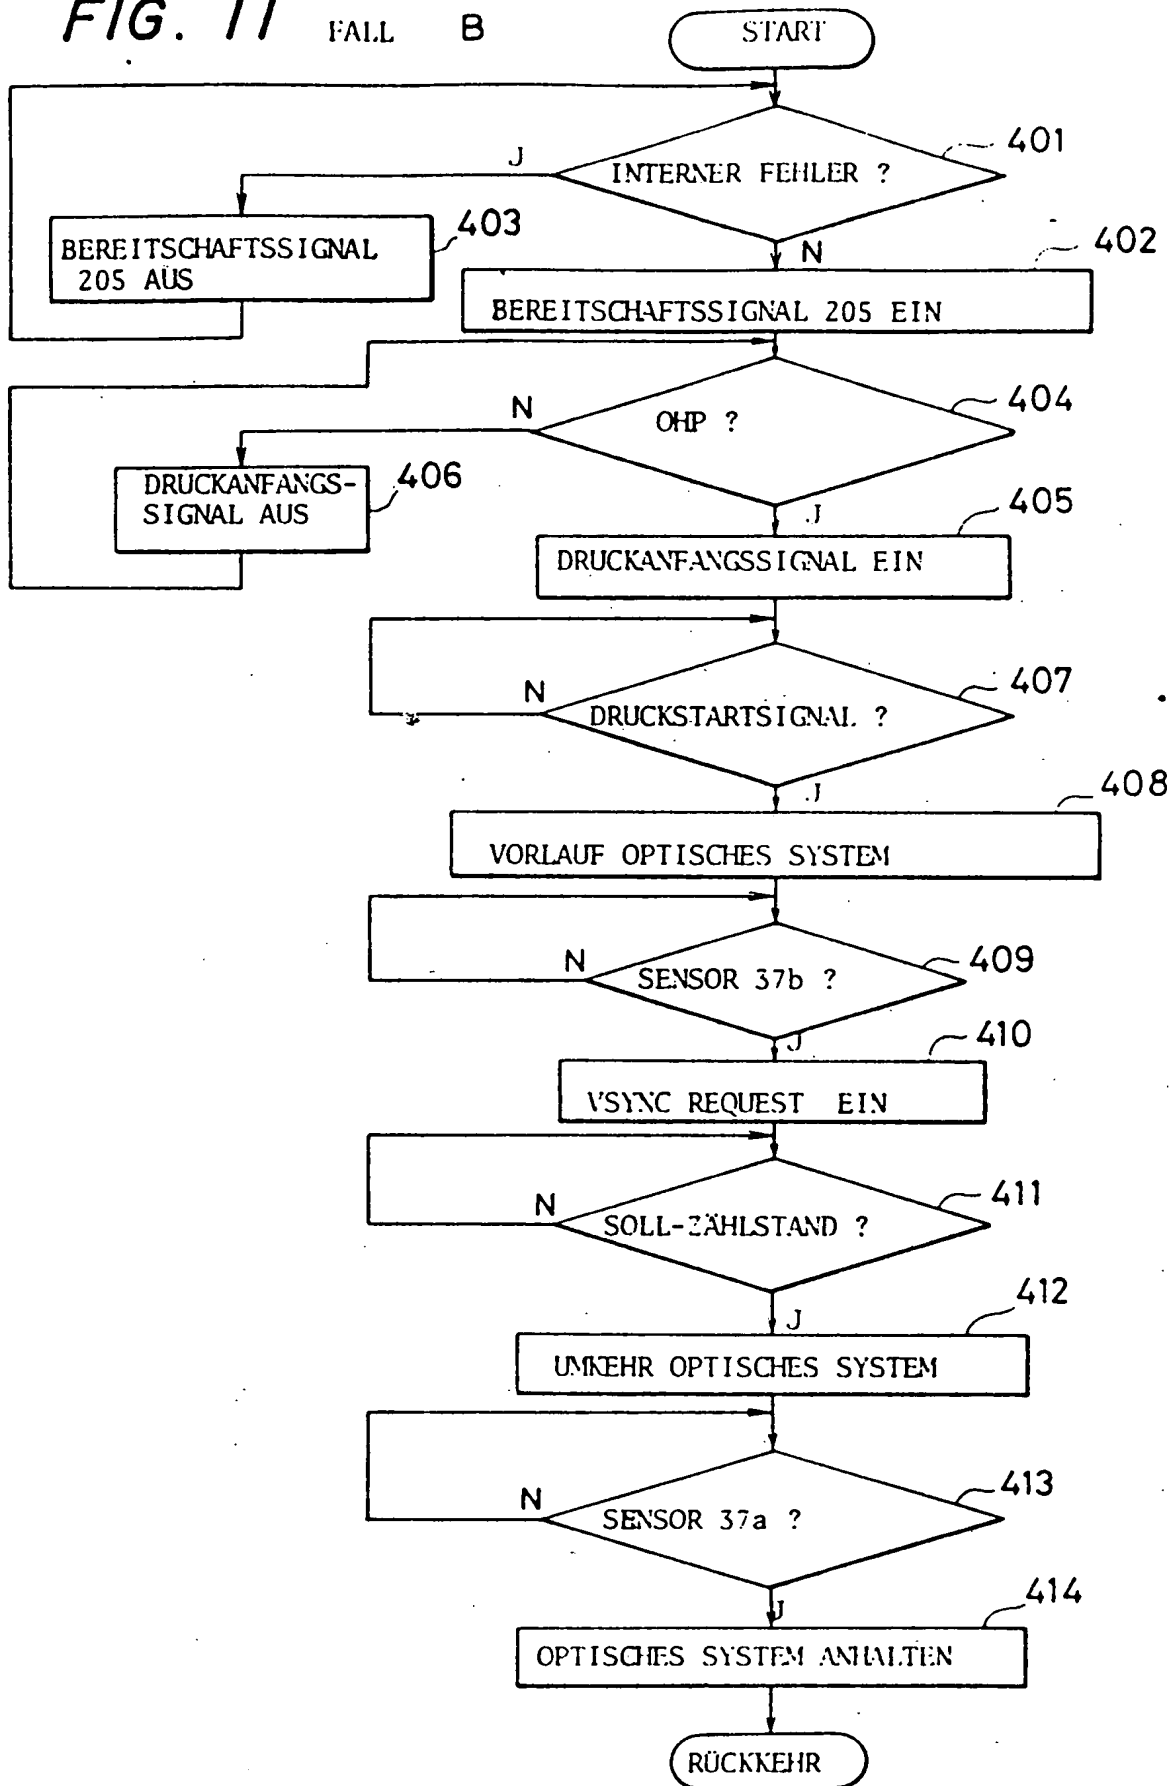 FIG. 11 FALL B
START
401
J
INTERNER FEHLER ?
403
N
402
BEREITSCHAFTSSIGNAL
205 AUS
BEREITSCHAFTSSIGNAL 205 EIN
404
N
OHP ?
406
DRUCKANFANGS-
SIGNAL AUS
J
405
DRUCKANFANGSSIGNAL EIN
407
N
DRUCKSTARTSIGNAL ?
J
408
VORLAUF OPTISCHES SYSTEM
409
N
SENSOR 37b ?
J
410
VSYNC REQUEST EIN
411
N
SOLL-ZÄHLSTAND ?
412
J
UMKEHR OPTISCHES SYSTEM
413
N
SENSOR 37a ?
414
J
OPTISCHES SYSTEM ANHALTEN
RÜCKKEHR